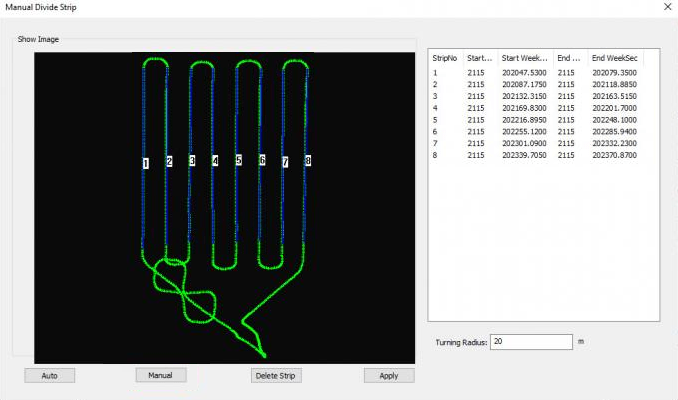 Manual Divide Strip
Show Image
StripNo Start... Start Week... End ... End WeekSec
1 2115 202047.5300 2115 202079.3500
2 2115 202087.1750 2115 202118.8850
3 2115 202132.3150 2115 202163.5150
4 2115 202169.8300 2115 202201.7000
5 2115 202216.8950 2115 202248.1000
6 2115 202255.1200 2115 202285.9400
7 2115 202301.0900 2115 202332.2300
8 2115 202339.7050 2115 202370.8700
1 2 3 4 5 6 7 8
Turning Radius: 20 m
Auto Manual Delete Strip Apply